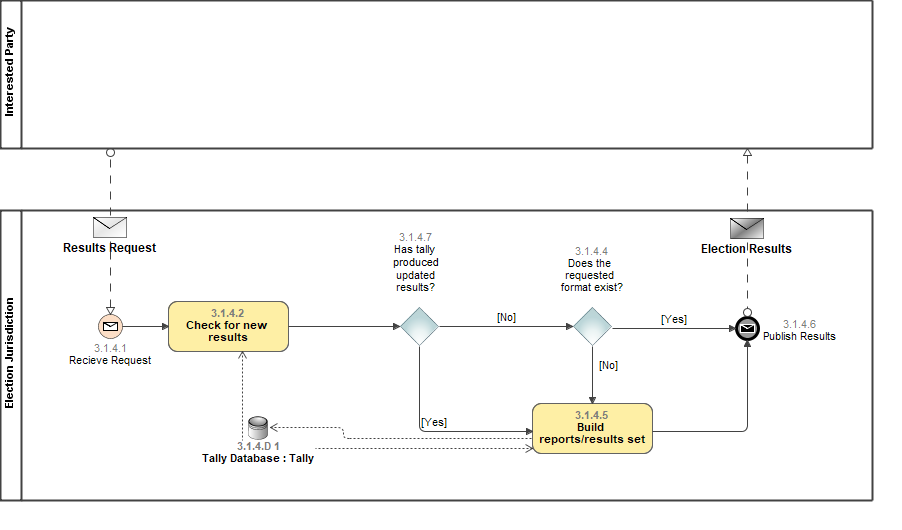 Interested Party
Results Request
Election Results
Election Jurisdiction
3.1.4.7
Has tally
produced
updated
results?
3.1.4.4
Does the
requested
format exist?
3.1.4.2
Check for new
results
[No]
[Yes]
3.1.4.6
Publish Results
3.1.4.1
Recieve Request
[No]
[Yes]
3.1.4.5
Build
reports/results set
3.1.4.D 1
Tally Database : Tally